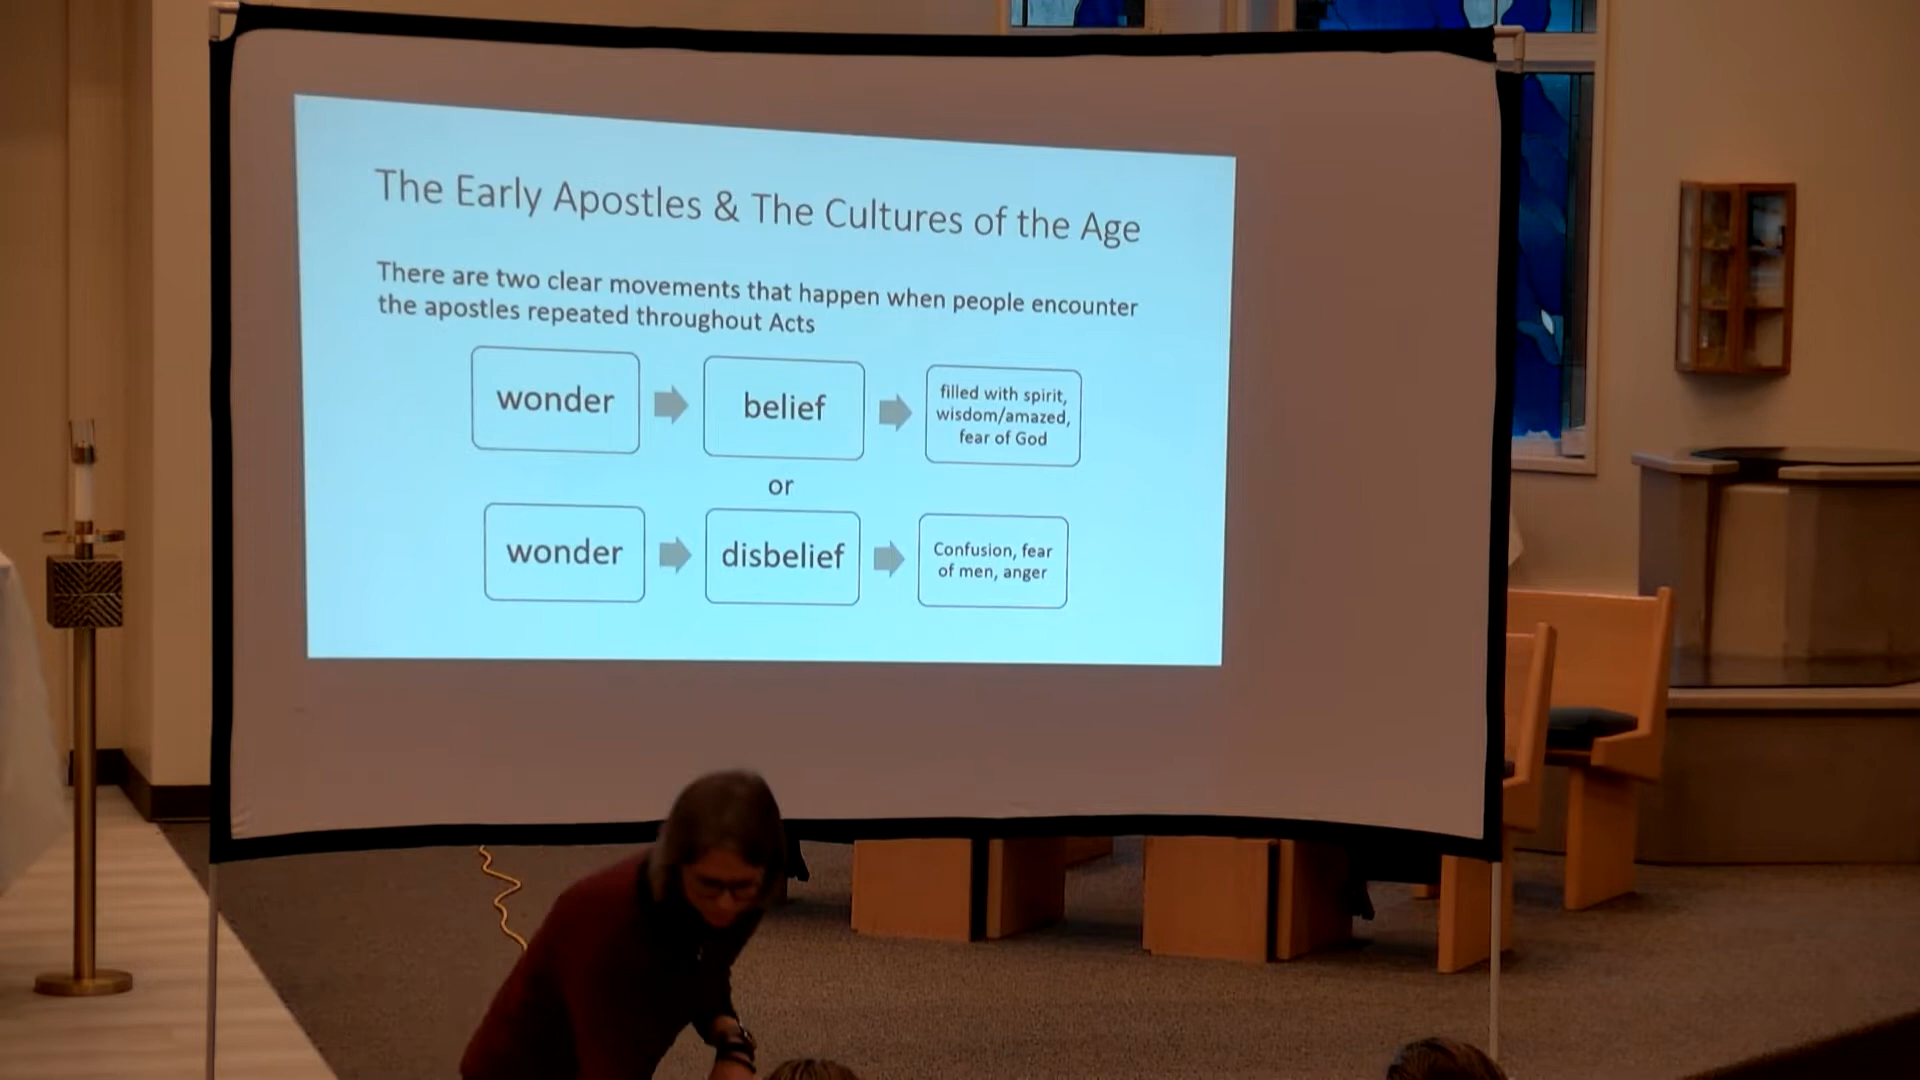 The Early Apostles & The Cultures of the Age
There are two clear movements that happen when people encounter
the apostles repeated throughout Acts
wonder
belief
filled with spirit,
wisdom/amazed,
fear of God
or
wonder
disbelief
Confusion, fear
of men, anger